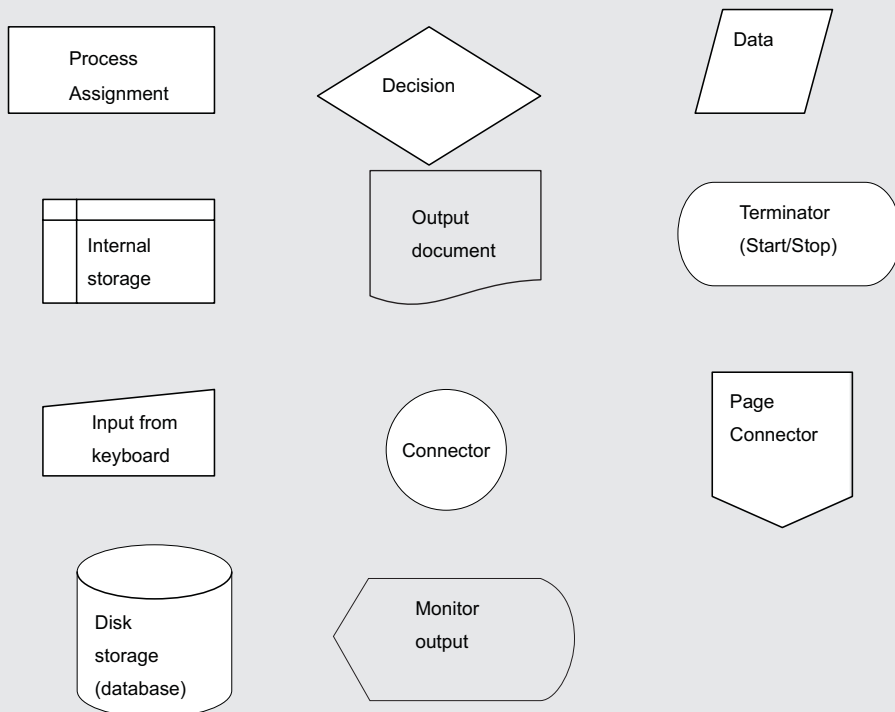 Process
Assignment
Decision
Data
Internal
storage
Output
document
Terminator
(Start/Stop)
Input from
keyboard
Connector
Page
Connector
Disk
storage
(database)
Monitor
output